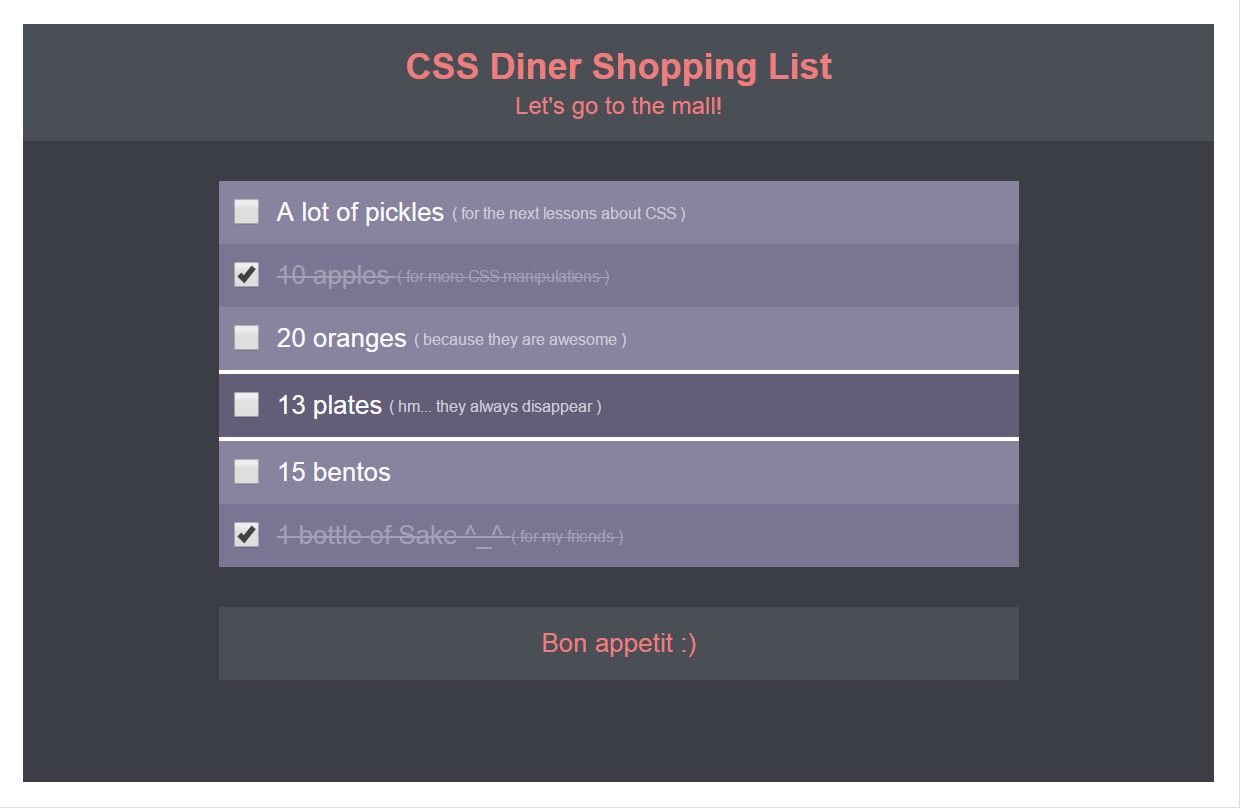 CSS Diner Shopping List
Let's go to the mall!
A lot of pickles ( for the next lessons about CSS )
10 apples ( for more CSS manipulations )
20 oranges ( because they are awesome )
13 plates ( hm... they always disappear )
15 bentos
1 bottle of Sake ^_^ ( for my friends )
Bon appetit :)